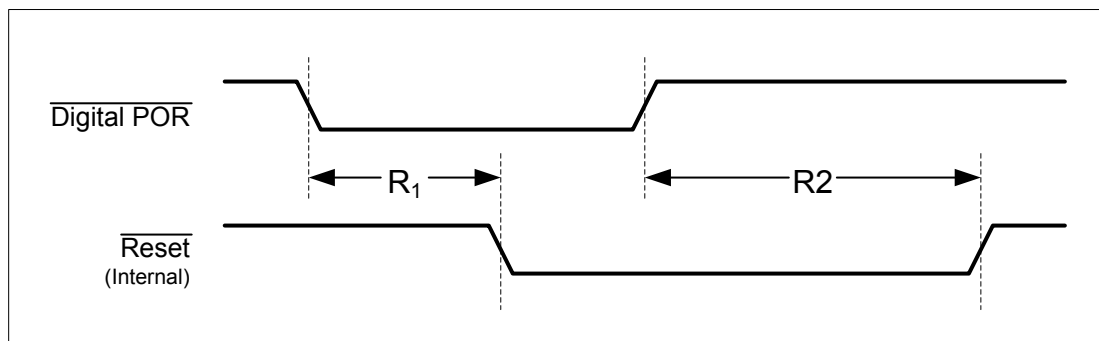 Digital POR
R₁
R2
Reset
(Internal)